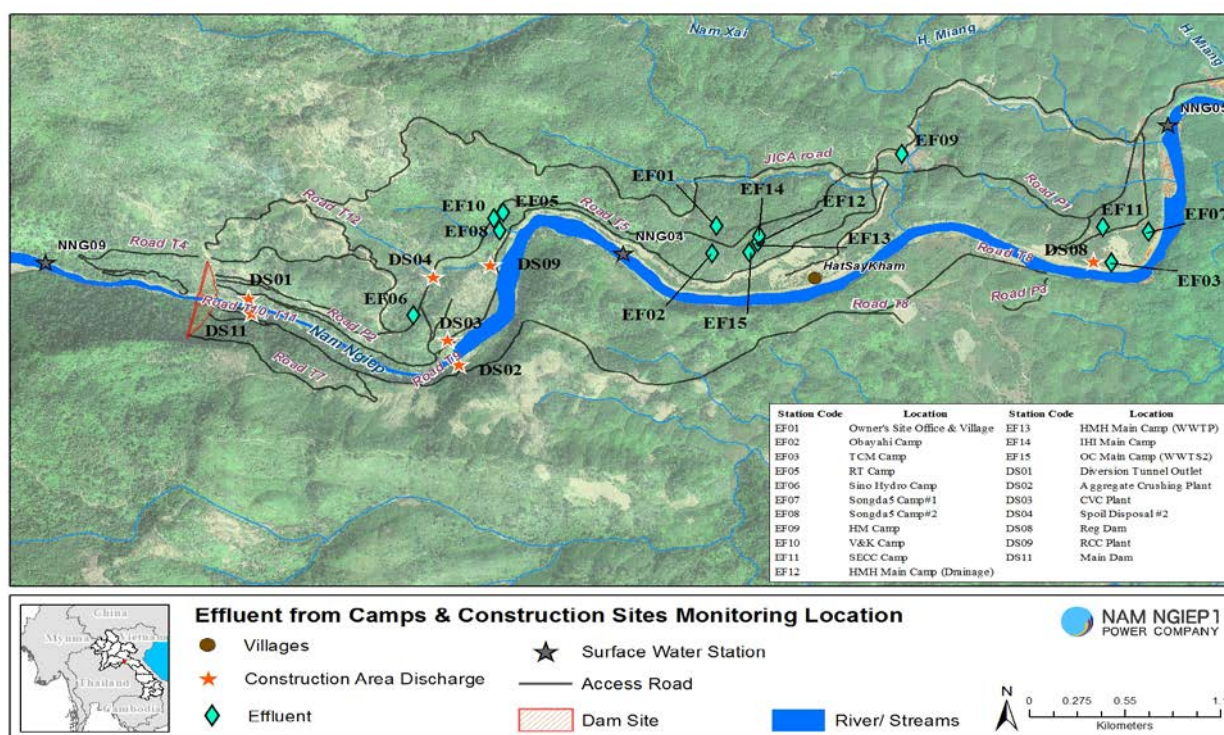 Nam Xai
H. Miang
H. Miang
NNG05
EF09
JICA road
EF01
EF14
EF12
Road T12
EF10
EF05
Road T5
Road P1
EF08
EF11
EF07
EF13
NNG09
Road T4
NNG04
DS04
DS09
DS08
HatSayKham
Road T8
DS01
EF06
EF02
EF15
EF03
Road P3
Road T8
Road T10 T11
Road P2
DS11
Nam Ngiep
DS03
Road T9
DS02
Road T7
Station Code Location Station Code Location
EF01 Owner's Site Office & Village EF13 HMH Main Camp (WWTP)
EF02 Obayahi Camp EF14 IHI Main Camp
EF03 TCM Camp EF15 OC Main Camp (WWTS2)
EF05 RT Camp DS01 Diversion Tunnel Outlet
EF06 Sino Hydro Camp DS02 Aggregate Crushing Plant
EF07 Songda5 Camp#1 DS03 CVC Plant
EF08 Songda5 Camp#2 DS04 Spoil Disposal #2
EF09 HM Camp DS08 Reg Dam
EF10 V&K Camp DS09 RCC Plant
EF11 SECC Camp DS11 Main Dam
EF12 HMH Main Camp (Drainage)
China
Vietnam
Thailand
Cambodia
Effluent from Camps & Construction Sites Monitoring Location
Villages
Surface Water Station
Construction Area Discharge
Access Road
Effluent
Dam Site
River/ Streams
NAM NGIEP 1
POWER COMPANY
N
0 0.275 0.55
Kilometers